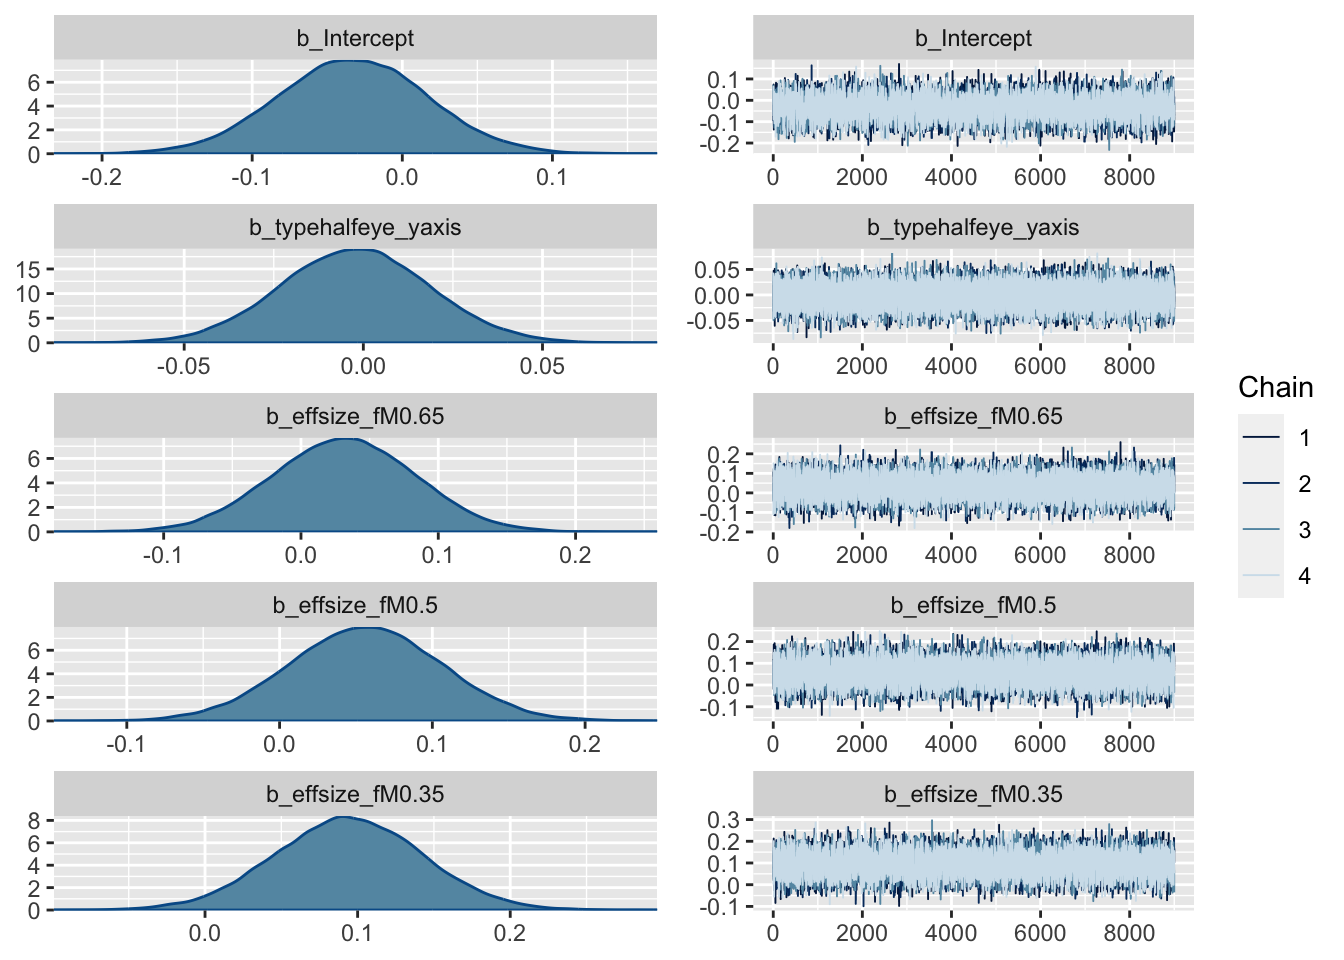 b_Intercept
6
4
2
0
-0.2 -0.1 0.0 0.1
b_Intercept
0.1
0.0
-0.1
-0.2
0 2000 4000 6000 8000
b_typehalfeye_yaxis
15
10
5
0
-0.05 0.00 0.05
b_typehalfeye_yaxis
0.05
0.00
-0.05
0 2000 4000 6000 8000
b_effsize_fM0.65
6
4
2
0
-0.1 0.0 0.1 0.2
b_effsize_fM0.65
0.2
0.1
0.0
-0.1
-0.2
0 2000 4000 6000 8000
b_effsize_fM0.5
6
4
2
0
-0.1 0.0 0.1 0.2
b_effsize_fM0.5
0.2
0.1
0.0
-0.1
0 2000 4000 6000 8000
b_effsize_fM0.35
8
6
4
2
0
0.0 0.1 0.2
b_effsize_fM0.35
0.3
0.2
0.1
0.0
-0.1
0 2000 4000 6000 8000
Chain
1
2
3
4